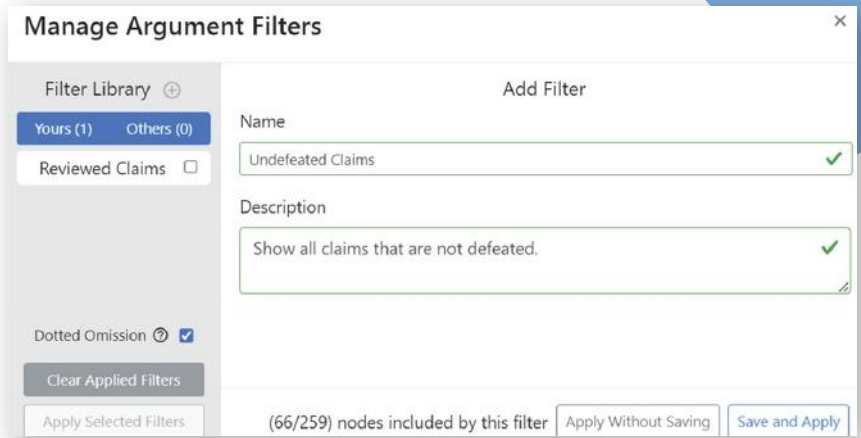 Manage Argument Filters
Filter Library
Yours (1) Others (0)
Reviewed Claims
Dotted Omission
Clear Applied Filters
Apply Selected Filters
Add Filter
Name
Undefeated Claims
Description
Show all claims that are not defeated.
(66/259) nodes included by this filter
Apply Without Saving
Save and Apply